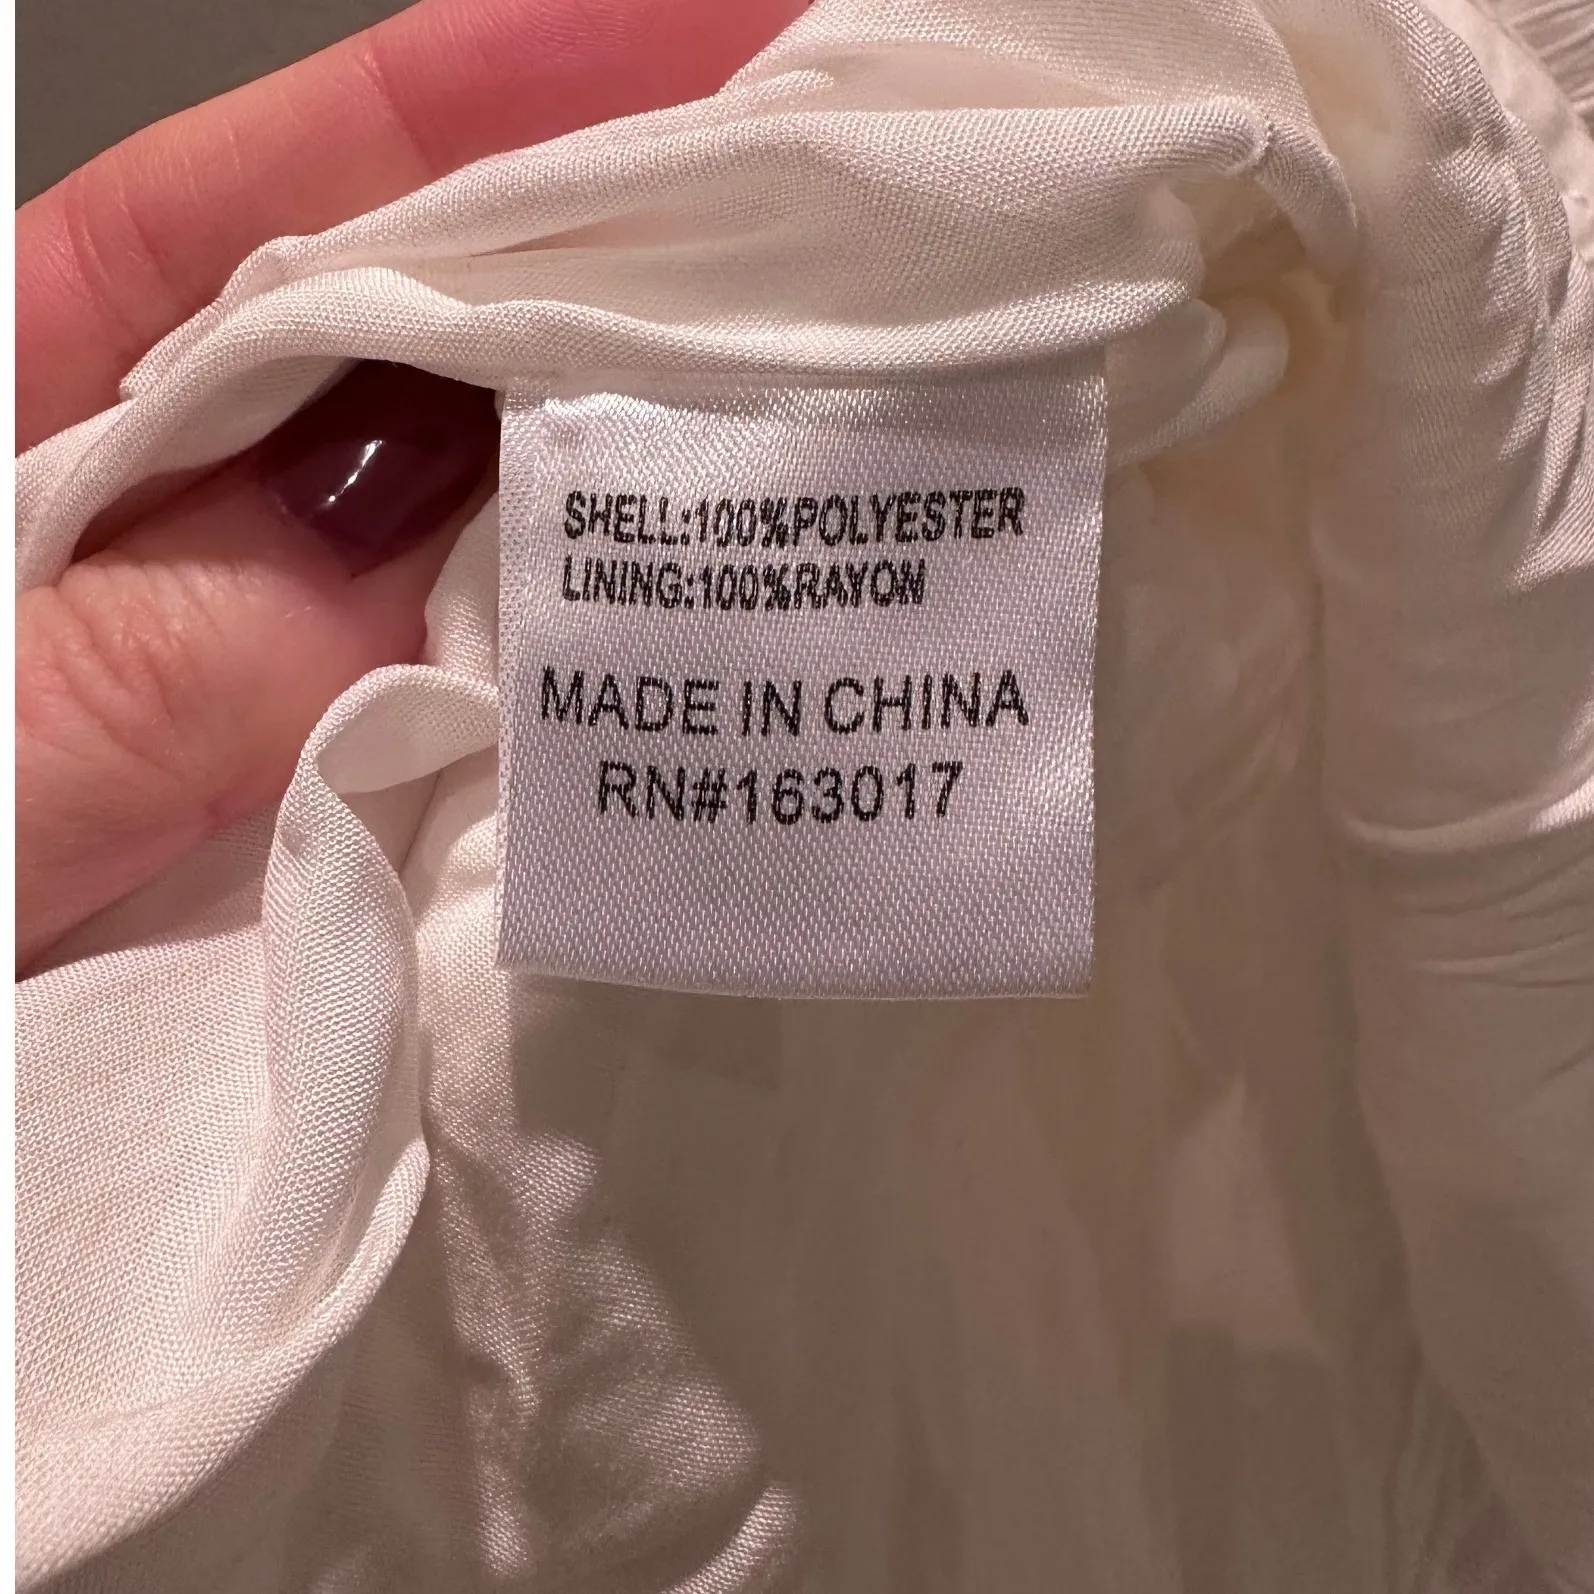 SHELL:100%POLYESTER
LINING:100%RAYON
MADE IN CHINA
RN#163017